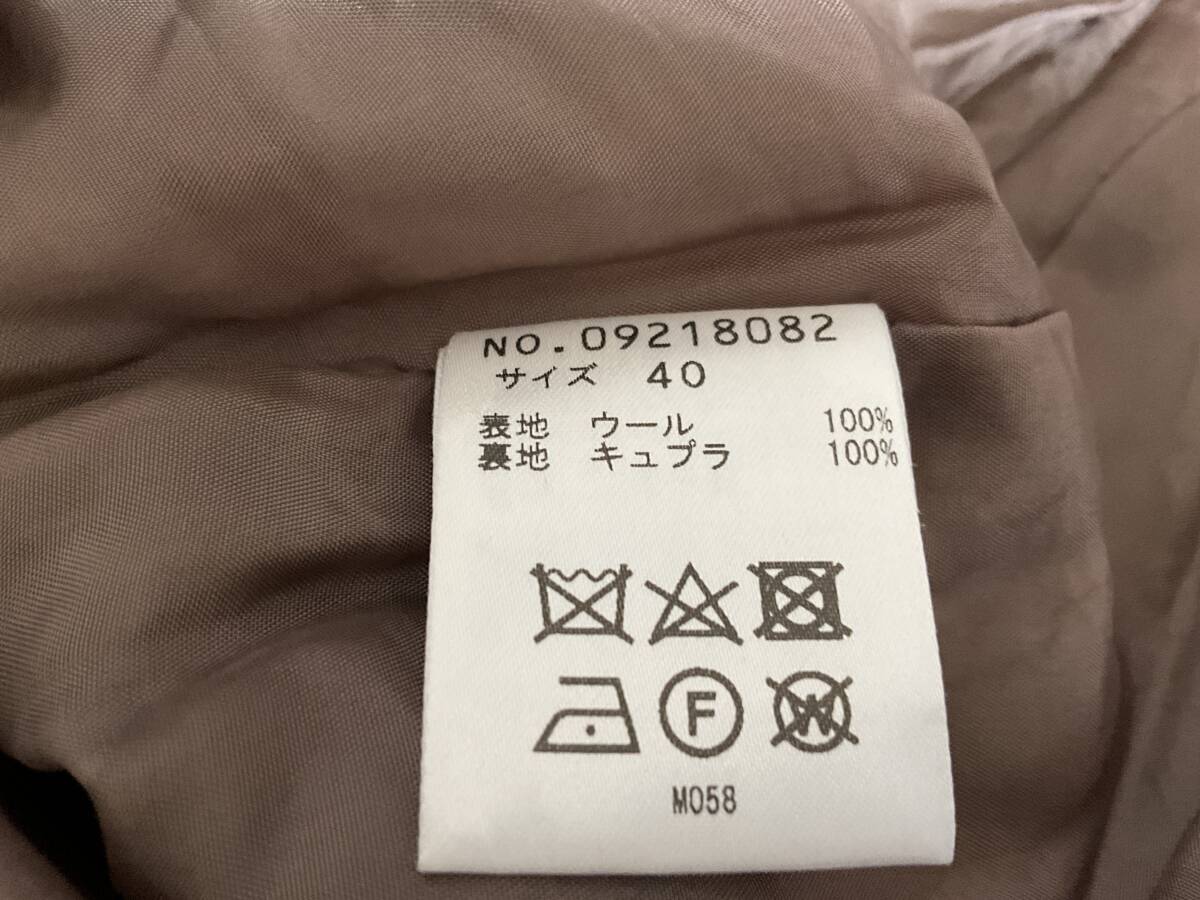 NO.09218082
サイズ 40
表地 ウール 100%
裏地 キュプラ 100%
F W
M058